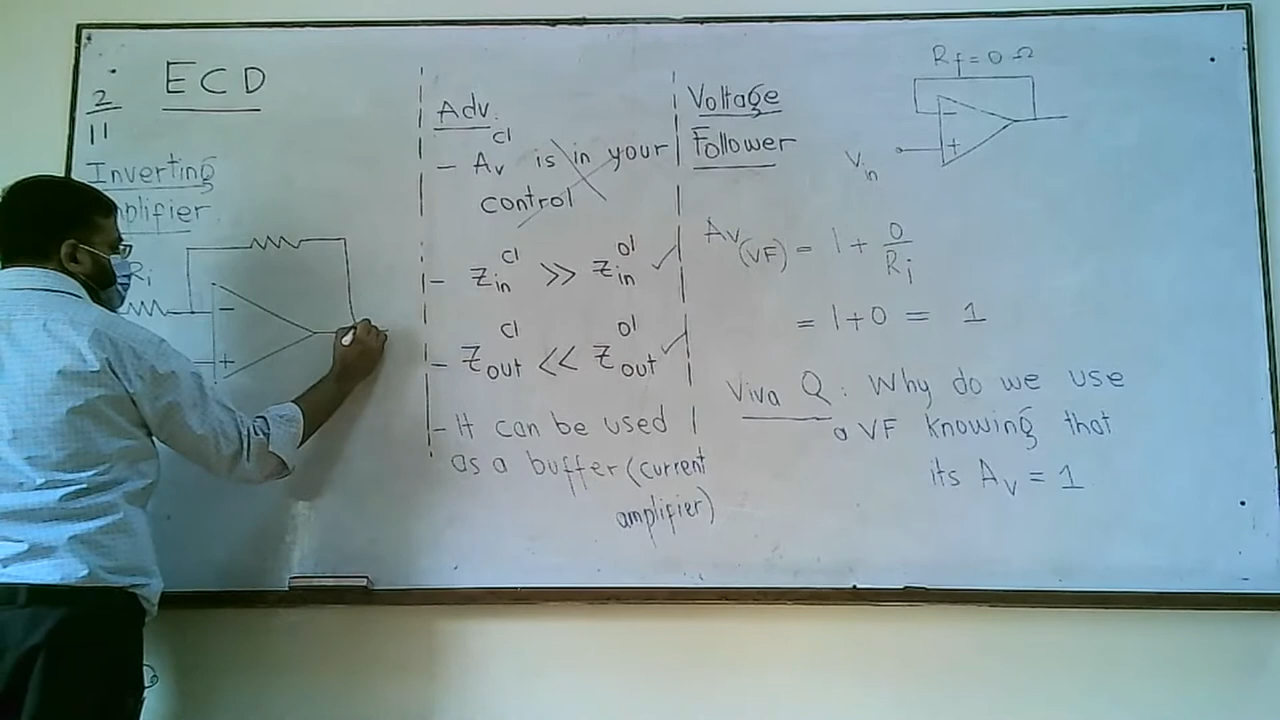 ECD
2/11
Inverting
plifier
Ri
-
+
Adv.
- Av cl is in your
control
- Zin cl >> Zin ol ✓
- Zout cl << Zout ol ✓
- It can be used
as a buffer (current
amplifier)
Voltage
Follower
Rf = 0 Ω
-
+
Vin
Av(VF) = 1 + 0/Ri
= 1+0 = 1
Viva Q: Why do we use
a VF knowing that
its Av = 1